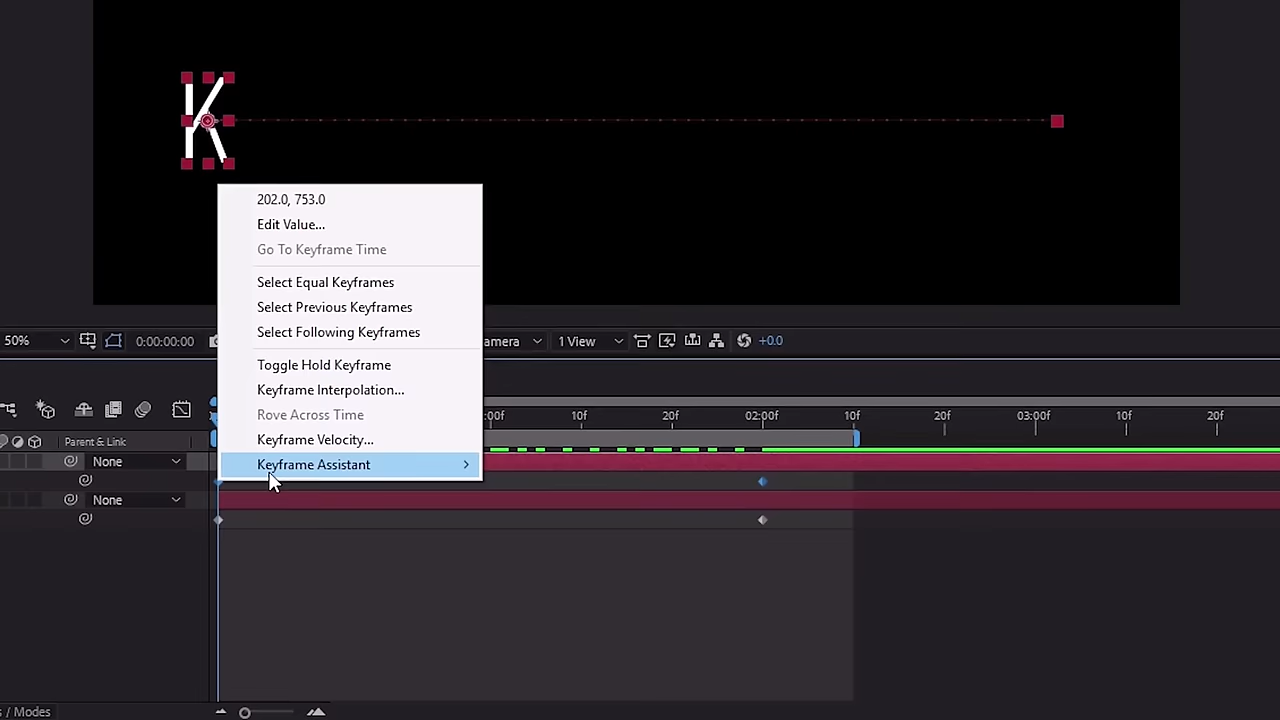 K
202.0, 753.0
Edit Value...
Go To Keyframe Time
Select Equal Keyframes
Select Previous Keyframes
Select Following Keyframes
Toggle Hold Keyframe
Keyframe Interpolation...
Rove Across Time
Keyframe Velocity...
Keyframe Assistant
50% 0:00:00:00 amera 1 View +0.0
:00f 10f 20f 02:00f 10f 20f 03:00f 10f 20f
Parent & Link
None
None
s / Modes